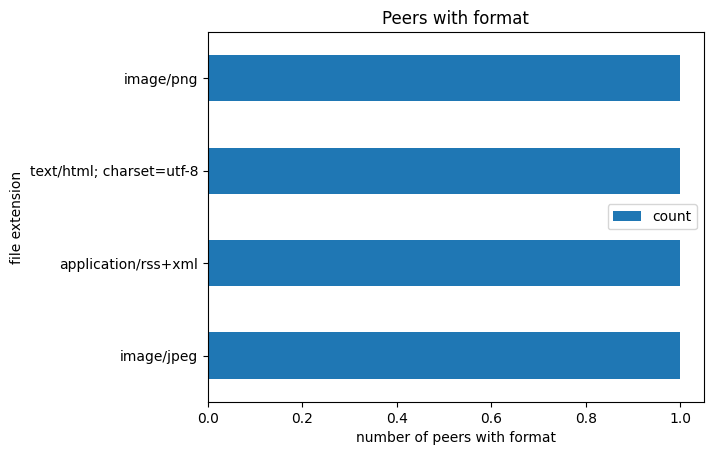 Peers with format
image/png
text/html; charset=utf-8
application/rss+xml
image/jpeg
file extension
count
0.0 0.2 0.4 0.6 0.8 1.0
number of peers with format